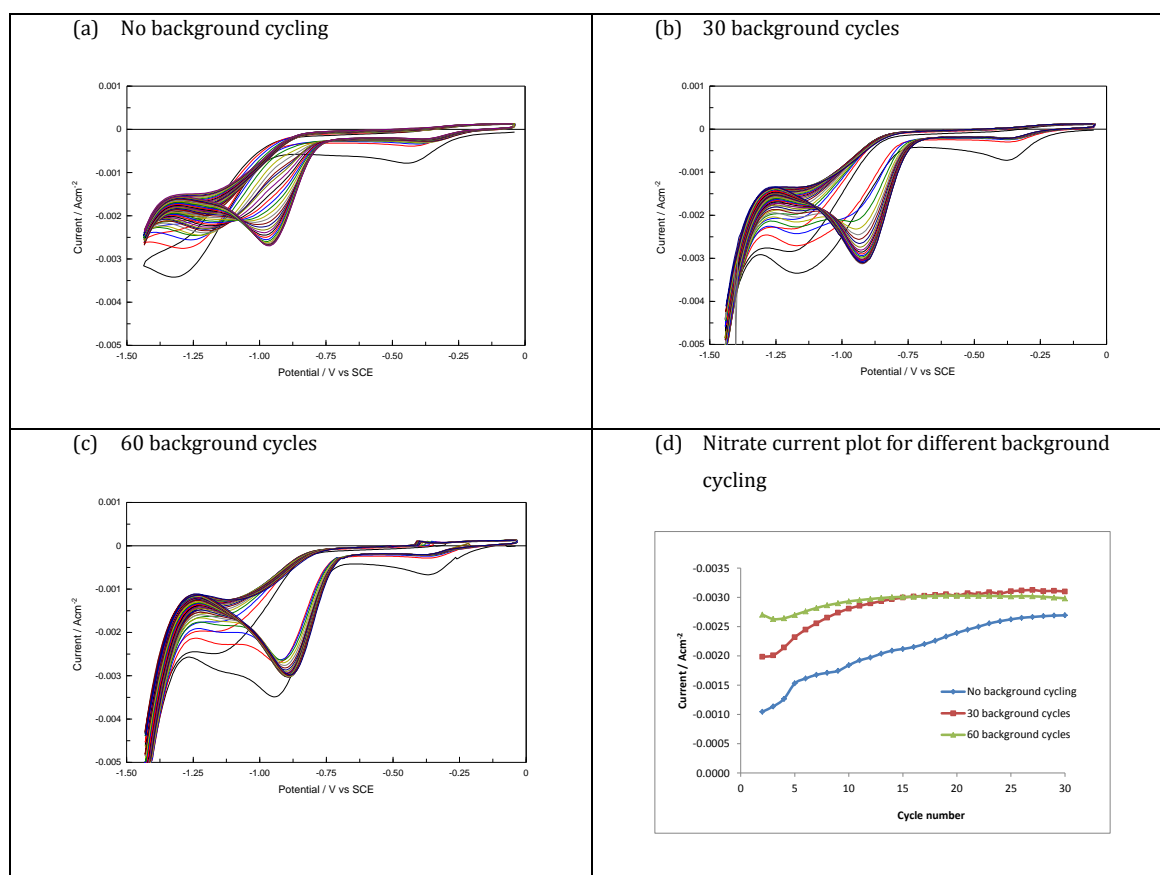 (a) No background cycling
0.001
0
-0.001
-0.002
-0.003
-0.004
-0.005
Current / Acm-2
-1.50 -1.25 -1.00 -0.75 -0.50 -0.25 0
Potential / V vs SCE
(b) 30 background cycles
0.001
0
-0.001
-0.002
-0.003
-0.004
-0.005
Current / Acm-2
-1.50 -1.25 -1.00 -0.75 -0.50 -0.25 0
Potential / V vs SCE
(c) 60 background cycles
0.001
0
-0.001
-0.002
-0.003
-0.004
-0.005
Current / Acm-2
-1.50 -1.25 -1.00 -0.75 -0.50 -0.25 0
Potential / V vs SCE
(d) Nitrate current plot for different background
cycling
-0.0035
-0.0030
-0.0025
-0.0020
-0.0015
-0.0010
-0.0005
0.0000
Current / Acm-2
No background cycling
30 background cycles
60 background cycles
0 5 10 15 20 25 30
Cycle number